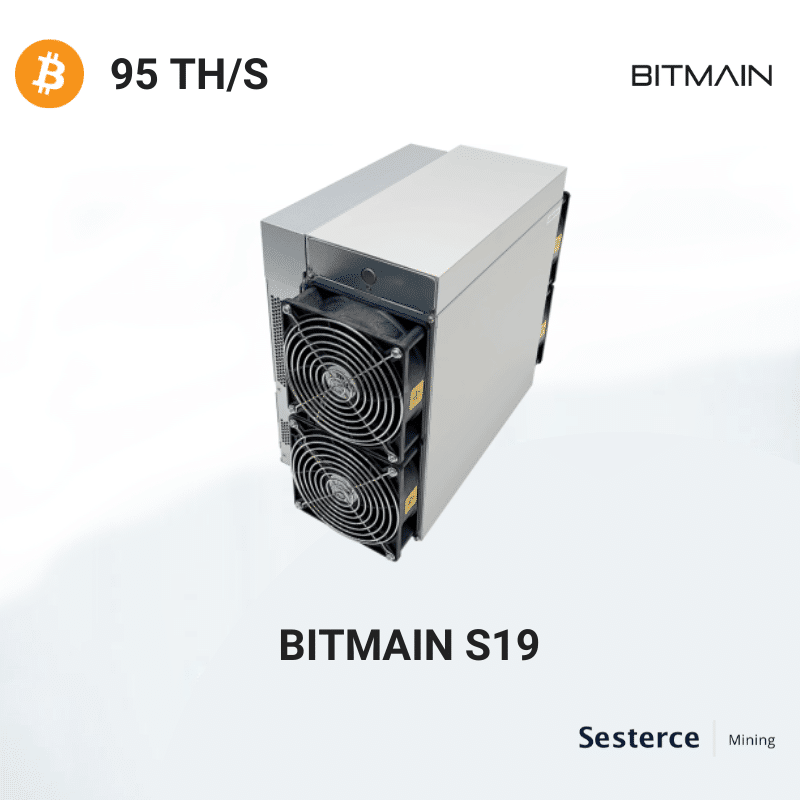 95 TH/S
BITMAIN
BITMAIN S19
Sesterce | Mining